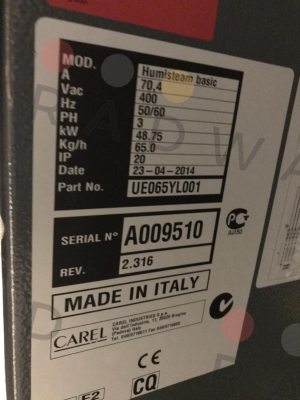 MOD. Humisteam basic
A 70,4
Vac 400
Hz 50/60
PH 3
kW 48.75
Kg/h 65.0
IP 20
Date 23-04-2014
Part No. UE065YL001
SERIAL N° A009510
REV. 2.316
MADE IN ITALY
CAREL
CAREL INDUSTRIES
CE
CQ